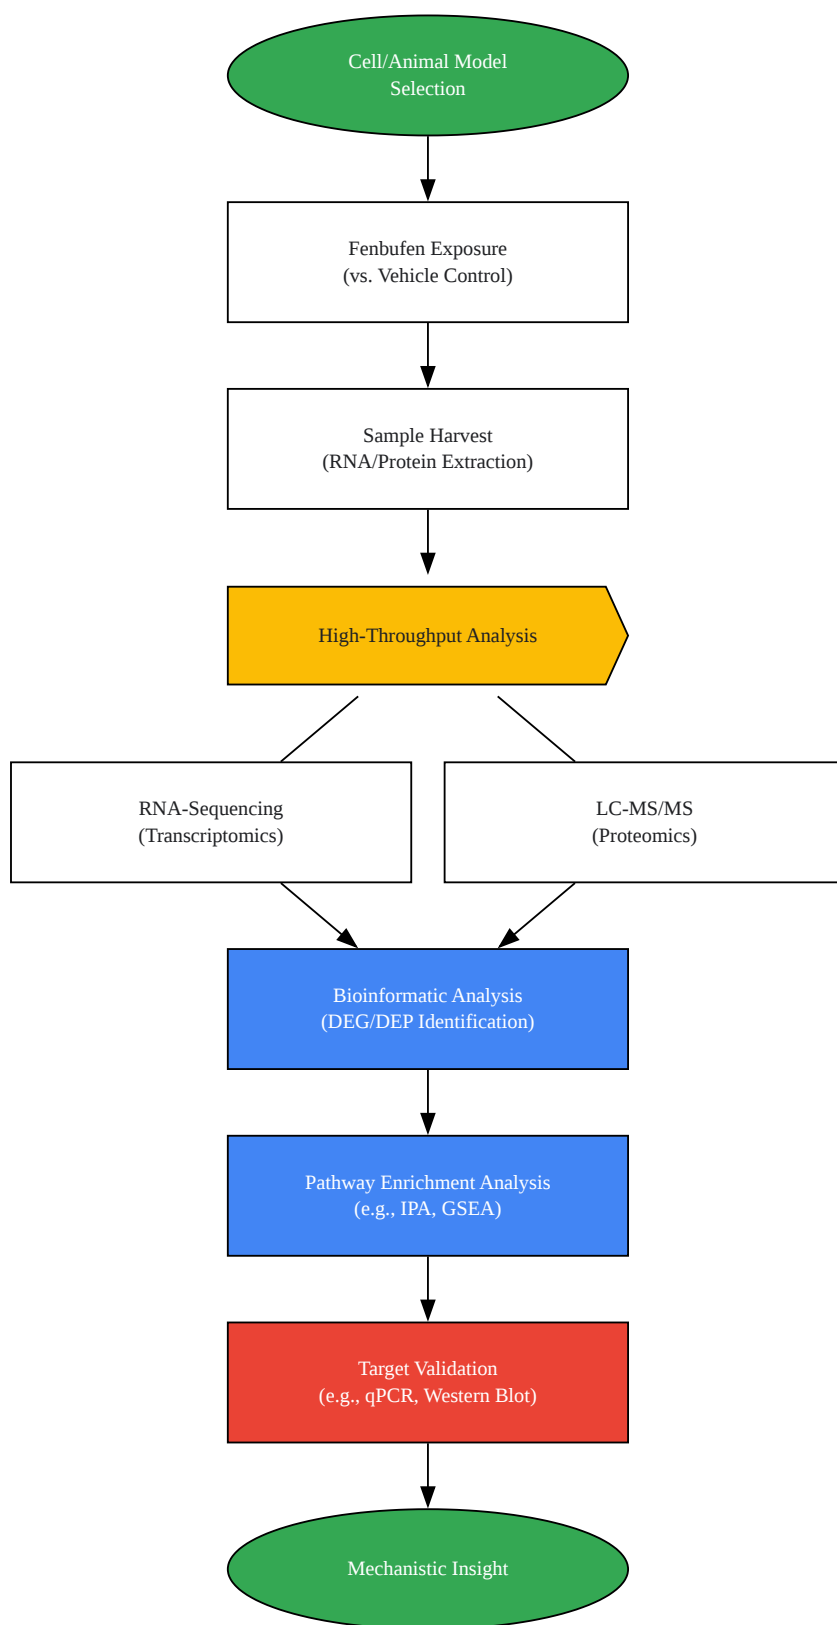 Cell/Animal Model
Selection
Fenbufen Exposure
(vs. Vehicle Control)
Sample Harvest
(RNA/Protein Extraction)
High-Throughput Analysis
RNA-Sequencing
(Transcriptomics)
LC-MS/MS
(Proteomics)
Bioinformatic Analysis
(DEG/DEP Identification)
Pathway Enrichment Analysis
(e.g., IPA, GSEA)
Target Validation
(e.g., qPCR, Western Blot)
Mechanistic Insight